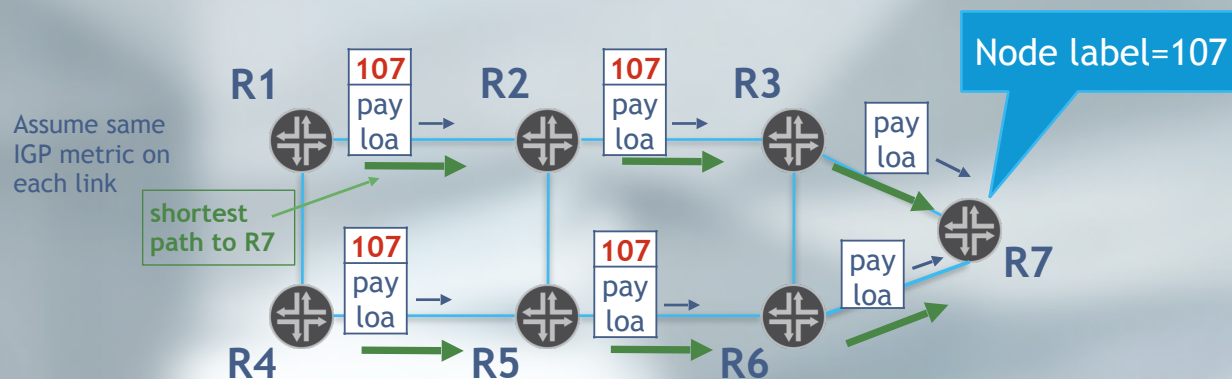 Node label=107
R1
107
pay
loa
R2
107
pay
loa
R3
pay
loa
Assume same
IGP metric on
each link
shortest
path to R7
107
pay
loa
107
pay
loa
pay
loa
R7
R4
R5
R6